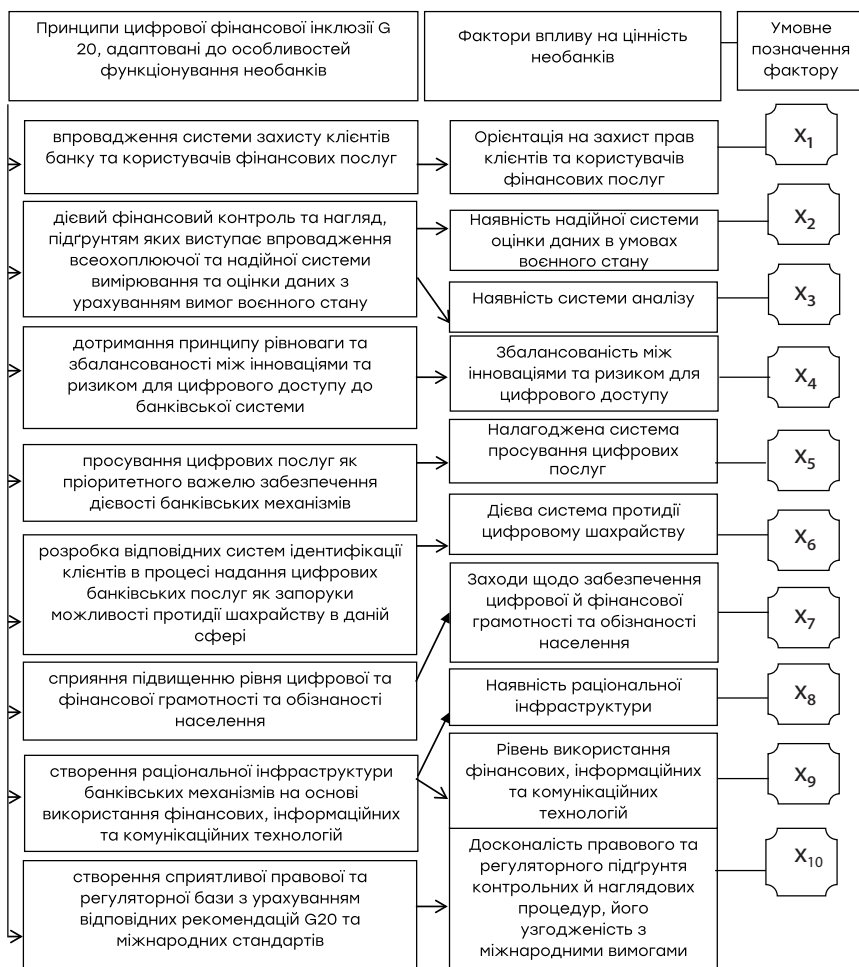 Принципи цифрової фінансової інклюзії G
20, адаптовані до особливостей
функціонування необанків
Фактори впливу на цінність
необанків
Умовне
позначення
фактору
впровадження системи захисту клієнтів
банку та користувачів фінансових послуг
Орієнтація на захист прав
клієнтів та користувачів
фінансових послуг
X1
дієвий фінансовий контроль та нагляд,
підґрунтям яких виступає впровадження
всеохоплюючої та надійної системи
вимірювання та оцінки даних з
урахуванням вимог воєнного стану
Наявність надійної системи
оцінки даних в умовах
воєнного стану
X2
Наявність системи аналізу
X3
дотримання принципу рівноваги та
збалансованості між інноваціями та
ризиком для цифрового доступу до
банківської системи
Збалансованість між
інноваціями та ризиком для
цифрового доступу
X4
просування цифрових послуг як
пріоритетного важелю забезпечення
дієвості банківських механізмів
Налагоджена система
просування цифрових
послуг
X5
розробка відповідних систем ідентифікації
клієнтів в процесі надання цифрових
банківських послуг як запоруки
можливості протидії шахрайству в даній
сфері
Дієва система протидії
цифровому шахрайству
X6
сприяння підвищенню рівня цифрової та
фінансової грамотності та обізнаності
населення
Заходи щодо забезпечення
цифрової й фінансової
грамотності та обізнаності
населення
X7
створення раціональної інфраструктури
банківських механізмів на основі
використання фінансових, інформаційних
та комунікаційних технологій
Наявність раціональної
інфраструктури
X8
Рівень використання
фінансових, інформаційних
та комунікаційних
технологій
X9
створення сприятливої правової та
регуляторної бази з урахуванням
відповідних рекомендацій G20 та
міжнародних стандартів
Досконалість правового та
регуляторного підґрунтя
контрольних й наглядових
процедур, його
узгодженість з
міжнародними вимогами
X10